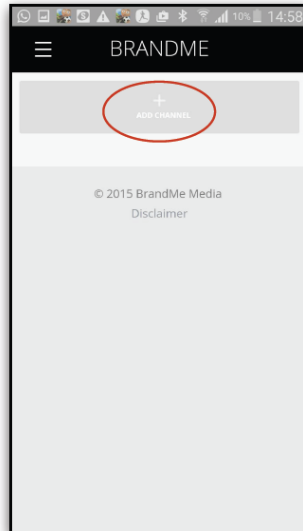 10% 14:58
BRANDME
+
ADD CHANNEL
© 2015 BrandMe Media
Disclaimer